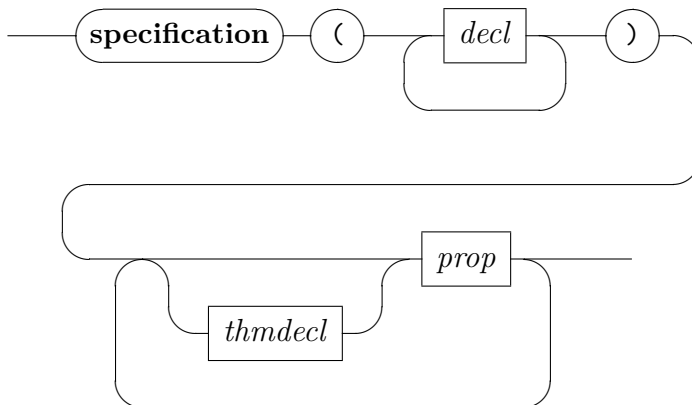 specification ( decl )
prop
thmdecl